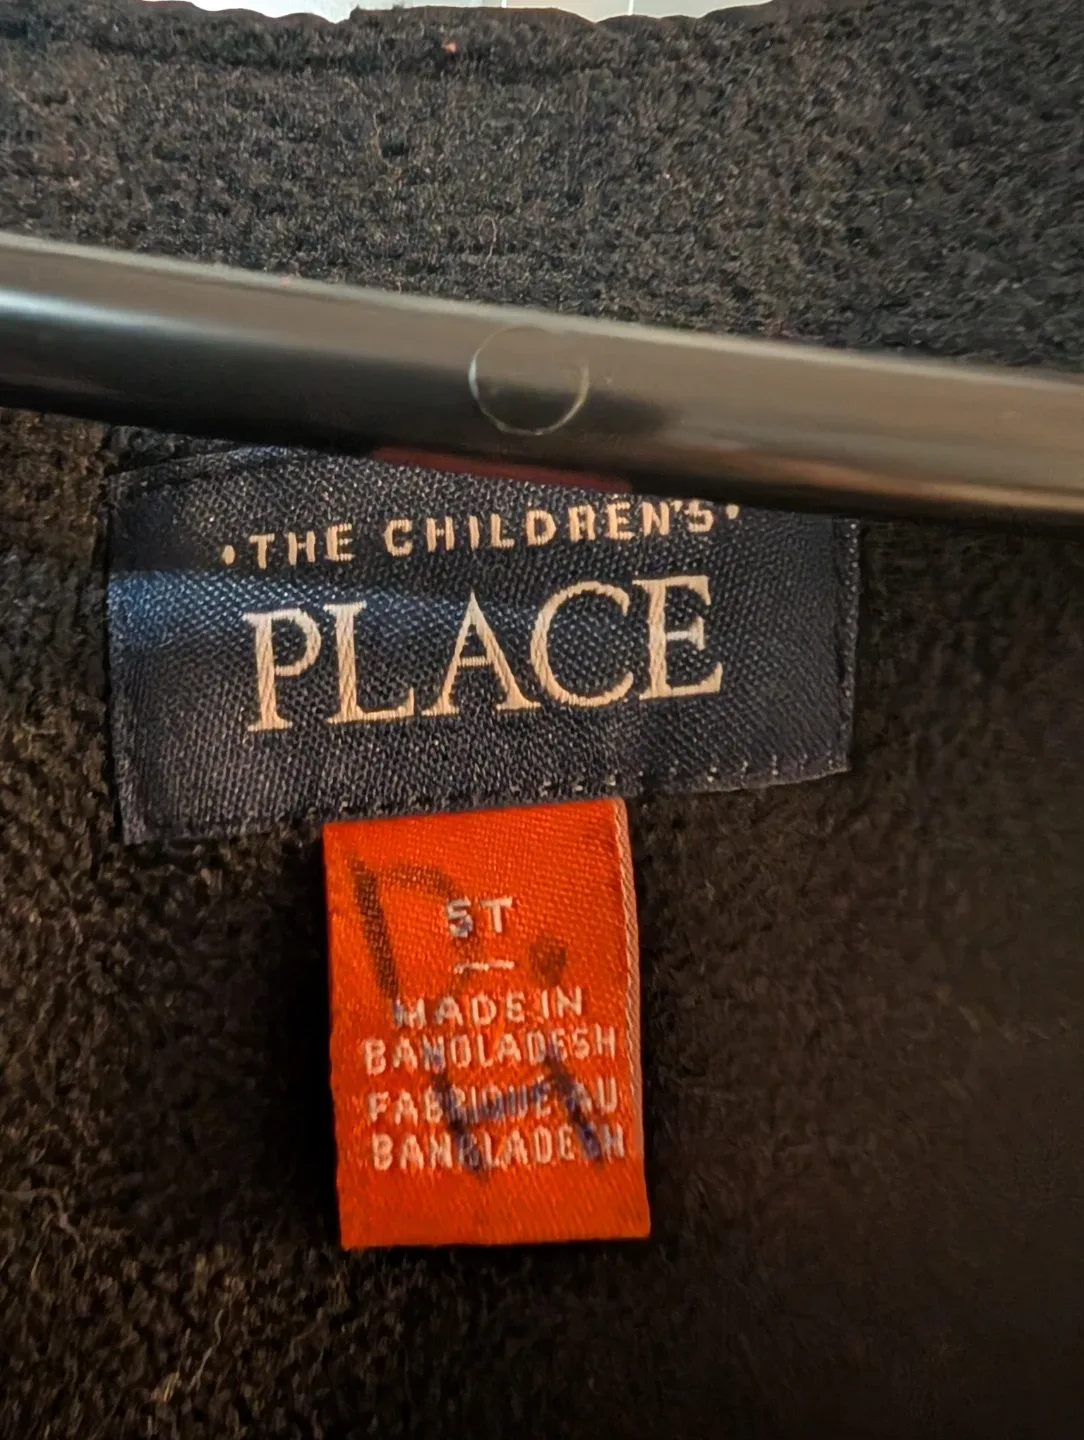 •THE CHILDREN'S•
PLACE
5T
—
MADE IN
BANGLADESH
FABRIQUE AU
BANGLADESH